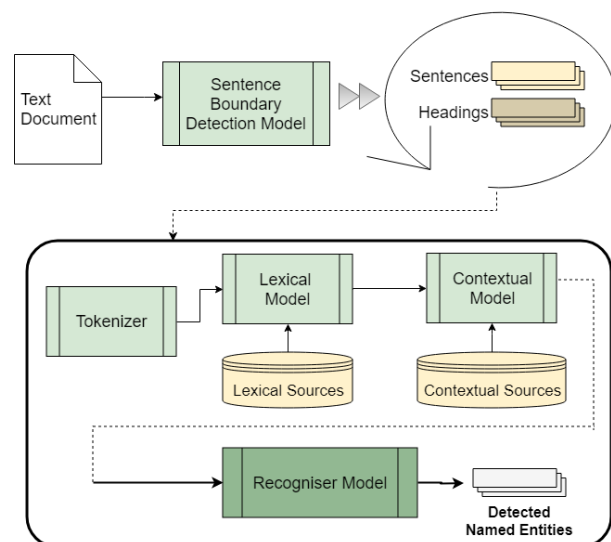 Text
Document
Sentence
Boundary
Detection Model
Sentences
Headings
Tokenizer
Lexical
Model
Contextual
Model
Lexical Sources
Contextual Sources
Recogniser Model
Detected
Named Entities